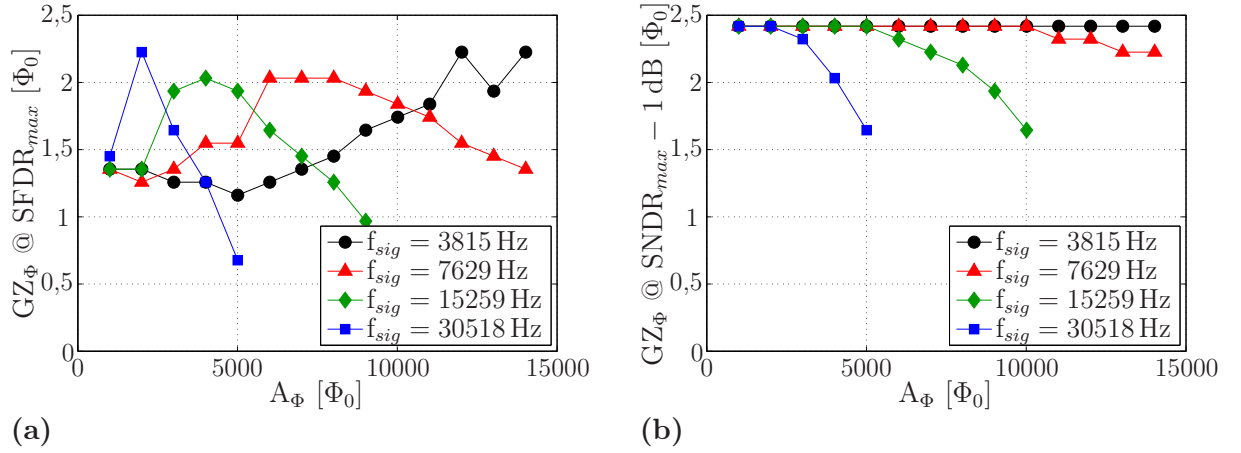 GZ_Φ @ SFDR_max [Φ_0]
2,5
2
1,5
1
0,5
0
f_sig = 3815 Hz
f_sig = 7629 Hz
f_sig = 15259 Hz
f_sig = 30518 Hz
0 5000 10000 15000
A_Φ [Φ_0]
(a)
GZ_Φ @ SNDR_max − 1 dB [Φ_0]
2,5
2
1,5
1
0,5
0
f_sig = 3815 Hz
f_sig = 7629 Hz
f_sig = 15259 Hz
f_sig = 30518 Hz
0 5000 10000 15000
A_Φ [Φ_0]
(b)